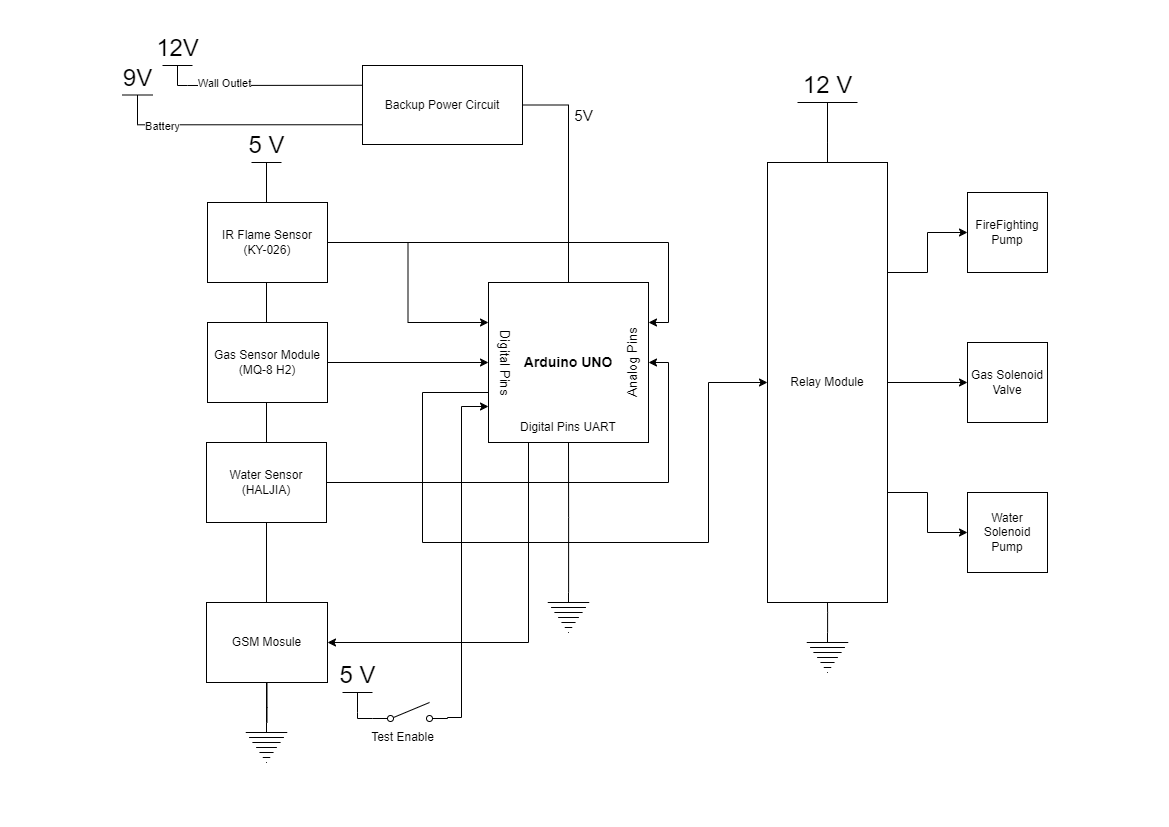 12V
9V
Wall Outlet
Battery
Backup Power Circuit
5V
12 V
5 V
IR Flame Sensor
(KY-026)
Gas Sensor Module
(MQ-8 H2)
Water Sensor
(HALJIA)
GSM Mosule
Digital Pins
Arduino UNO
Analog Pins
Digital Pins UART
Relay Module
FireFighting
Pump
Gas Solenoid
Valve
Water
Solenoid
Pump
5 V
Test Enable